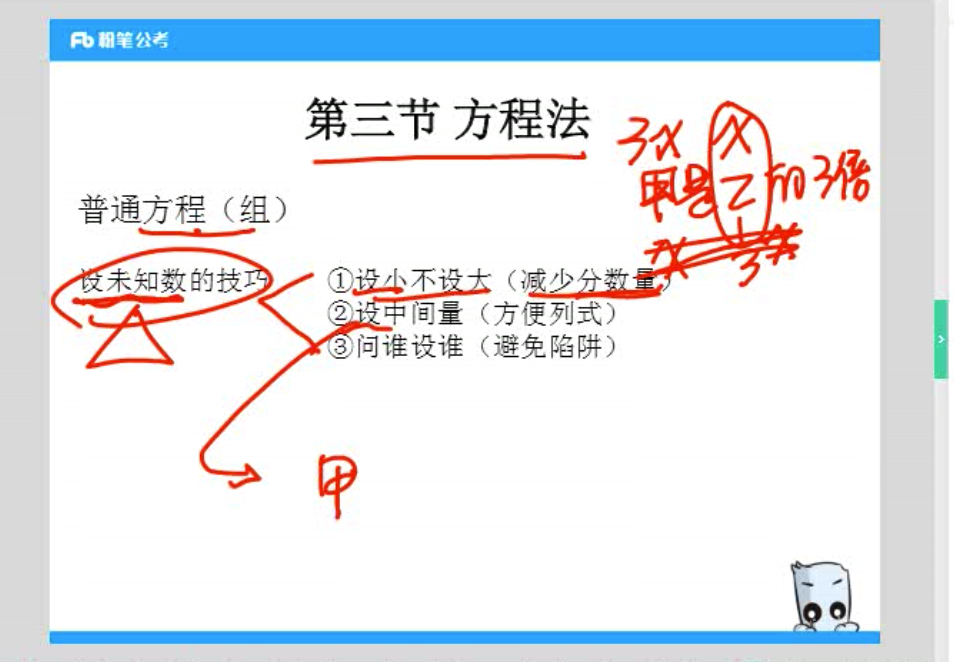 粉笔公考
第三节 方程法
3x x
甲是乙的3倍
普通方程（组）
设未知数的技巧
①设小不设大（减少分数量）
②设中间量（方便列式）
③问谁设谁（避免陷阱）
甲